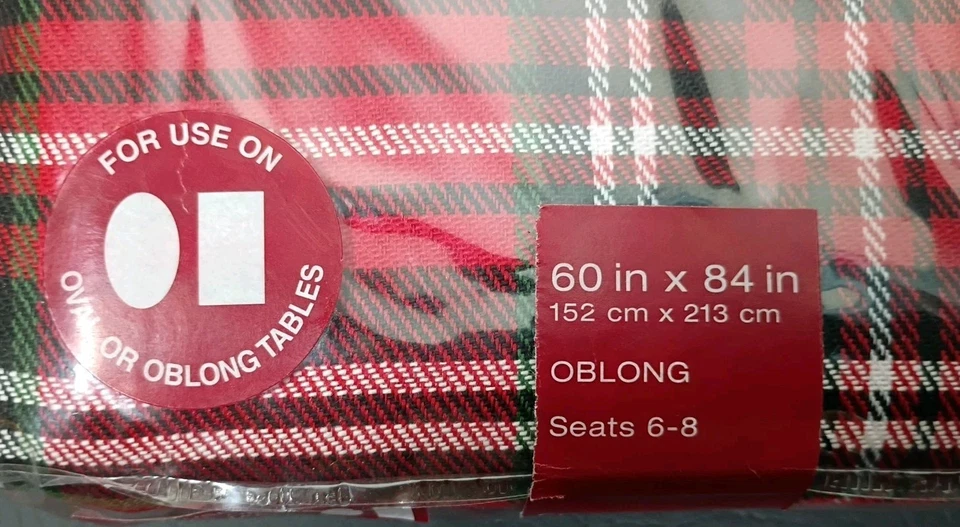 FOR USE ON
OVAL OR OBLONG TABLES
60 in x 84 in
152 cm x 213 cm
OBLONG
Seats 6-8